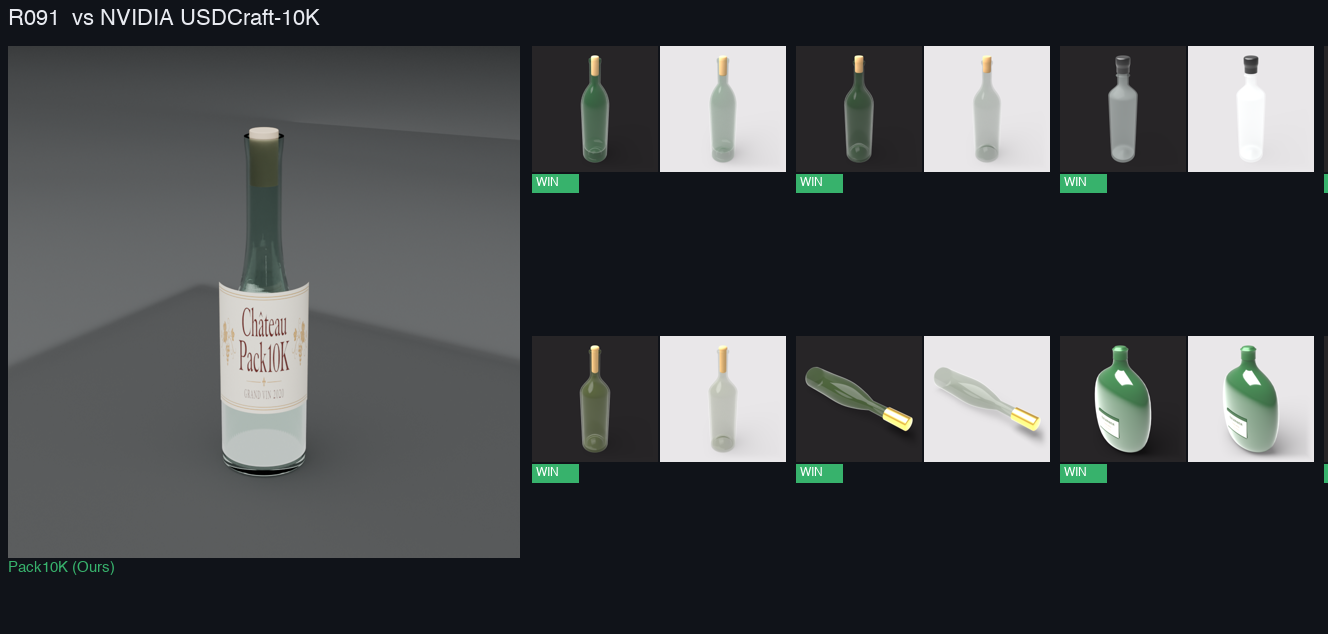 R091 vs NVIDIA USDCraft-10K
Château
Pack10K
GRAND VIN 2020
WIN
WIN
WIN
WIN
WIN
WIN
Pack10K (Ours)